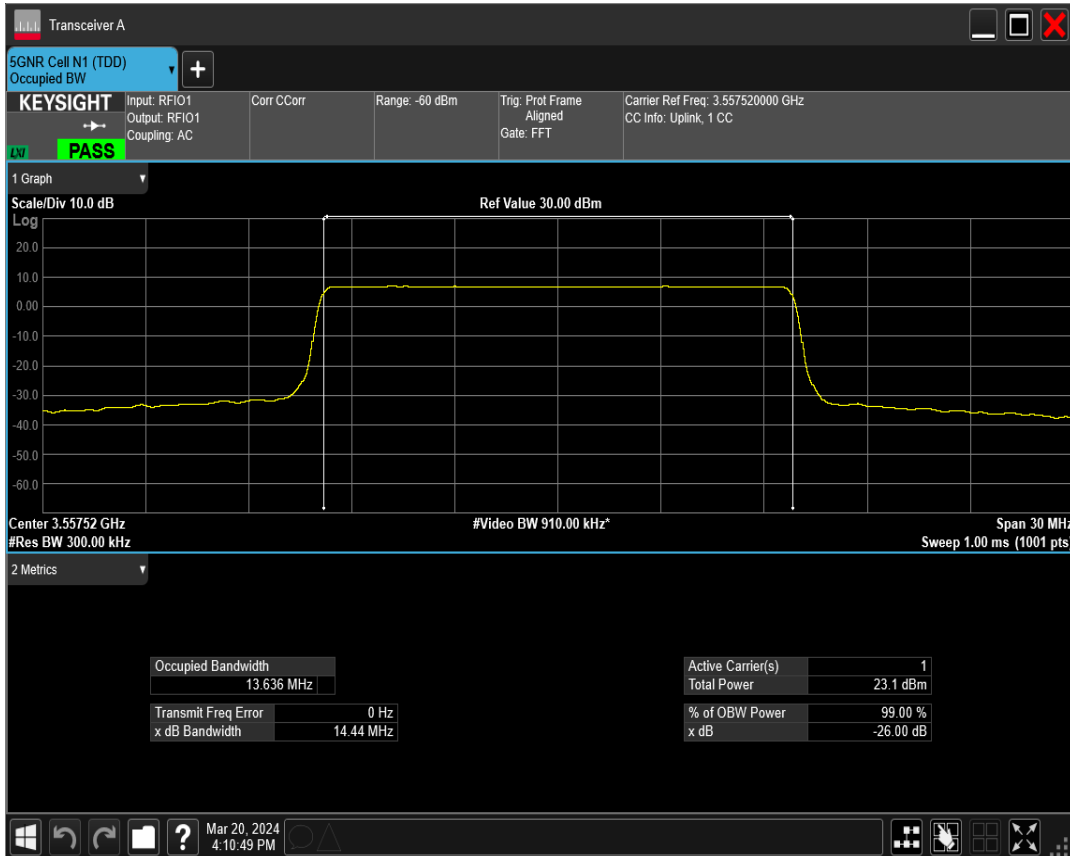 Transceiver A
5GNR Cell N1 (TDD)
Occupied BW
+
KEYSIGHT
LXI
PASS
Input: RFIO1
Output: RFIO1
Coupling: AC
Corr CCorr
Range: -60 dBm
Trig: Prot Frame
Aligned
Gate: FFT
Carrier Ref Freq: 3.557520000 GHz
CC Info: Uplink, 1 CC
1 Graph
Scale/Div 10.0 dB
Ref Value 30.00 dBm
Log
20.0
10.0
0.00
-10.0
-20.0
-30.0
-40.0
-50.0
-60.0
Center 3.55752 GHz
#Video BW 910.00 kHz*
Span 30 MHz
#Res BW 300.00 kHz
Sweep 1.00 ms (1001 pts)
2 Metrics
Occupied Bandwidth
13.636 MHz
Transmit Freq Error 0 Hz
x dB Bandwidth 14.44 MHz
Active Carrier(s) 1
Total Power 23.1 dBm
% of OBW Power 99.00 %
x dB -26.00 dB
?
Mar 20, 2024
4:10:49 PM